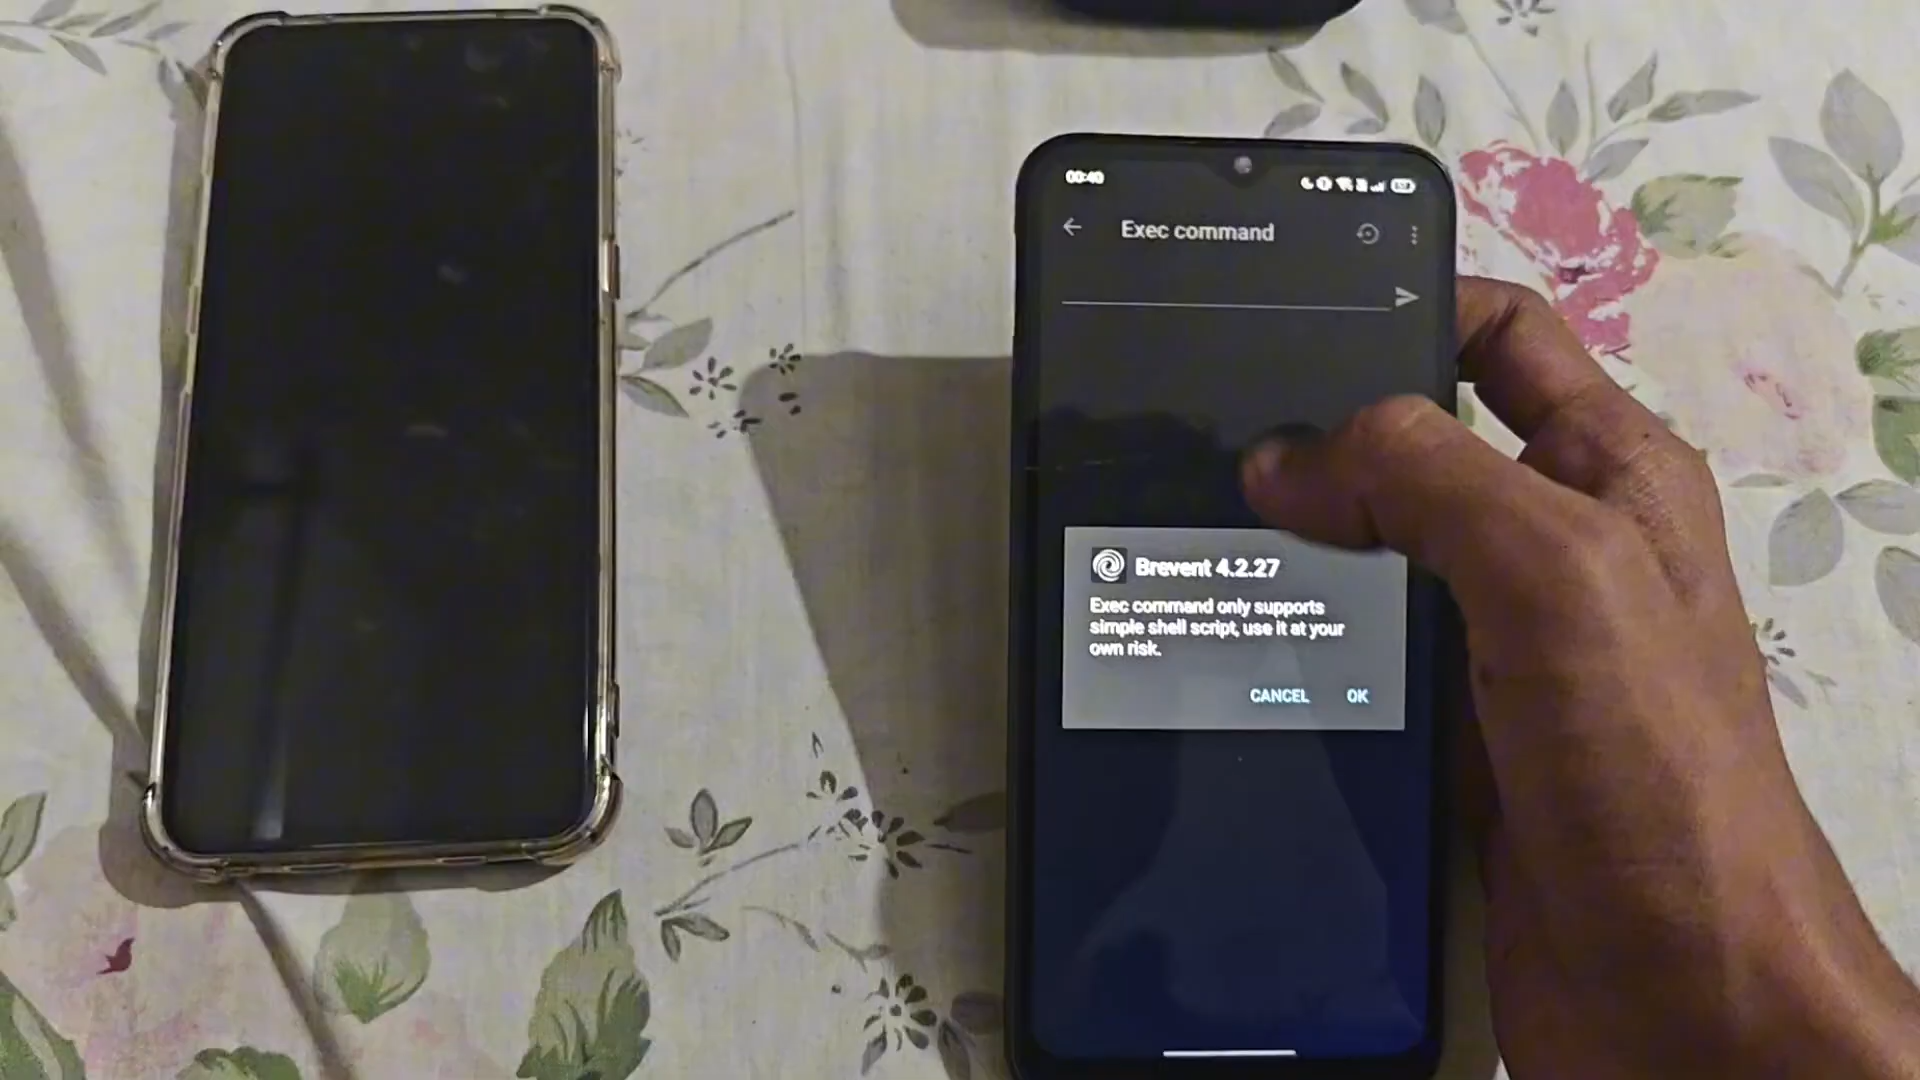 00:40
Exec command
Brevent 4.2.27
Exec command only supports
simple shell script, use it at your
own risk.
CANCEL OK